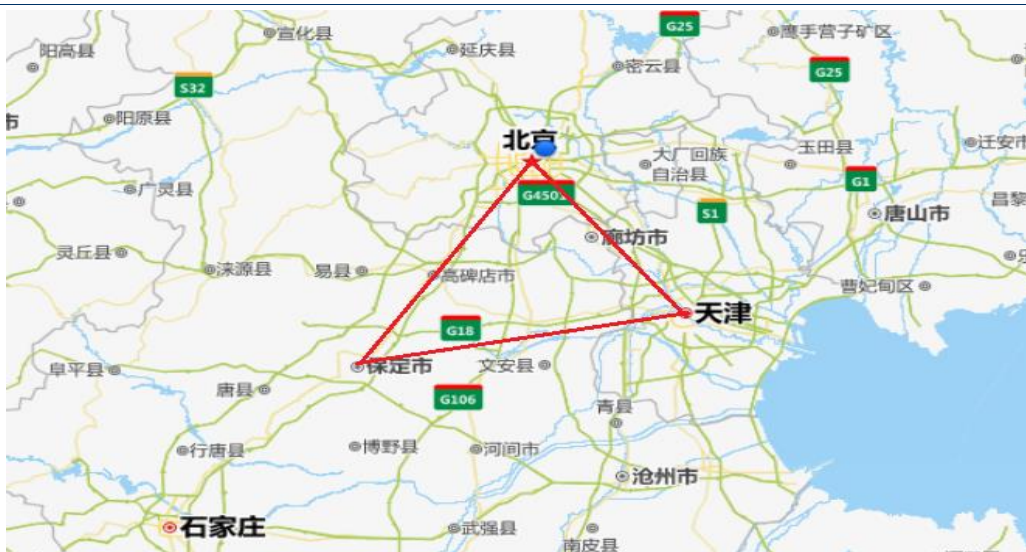 宣化县
阳高县
延庆县
G25
鹰手营子矿区
密云县
G25
S32
阳原县
北京
大厂回族
自治县
玉田县
迁安市
广灵县
G4501
G1
S1
唐山市
昌黎
廊坊市
灵丘县
涞源县
易县
高碑店市
曹妃甸区
天津
G18
保定市
文安县
阜平县
唐县
G106
青县
行唐县
博野县
河间市
沧州市
石家庄
武强县
南皮县